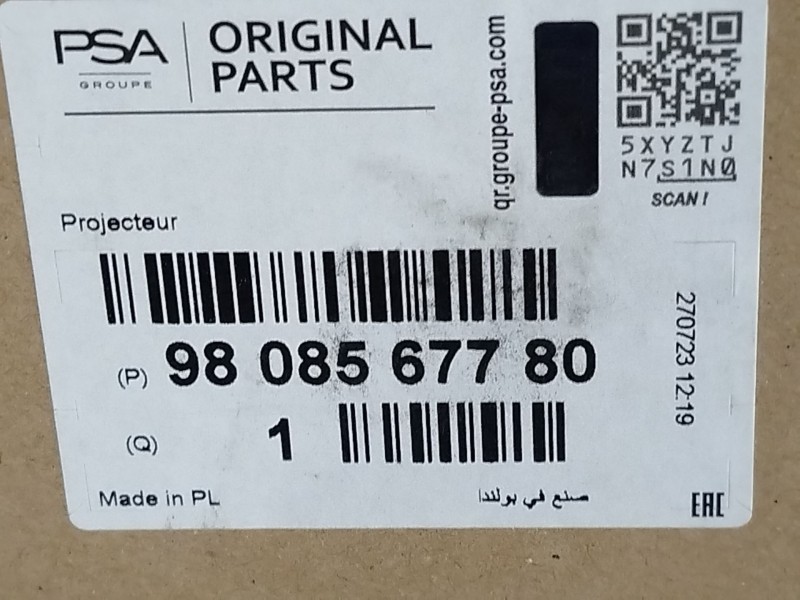 PSA
GROUPE
ORIGINAL
PARTS
qr.groupe-psa.com
5XYZTJ
N7S1N0
SCAN!
Projecteur
(P) 98 085 677 80
270723 12-19
(Q) 1
Made in PL
صنع في بولندا
EAC